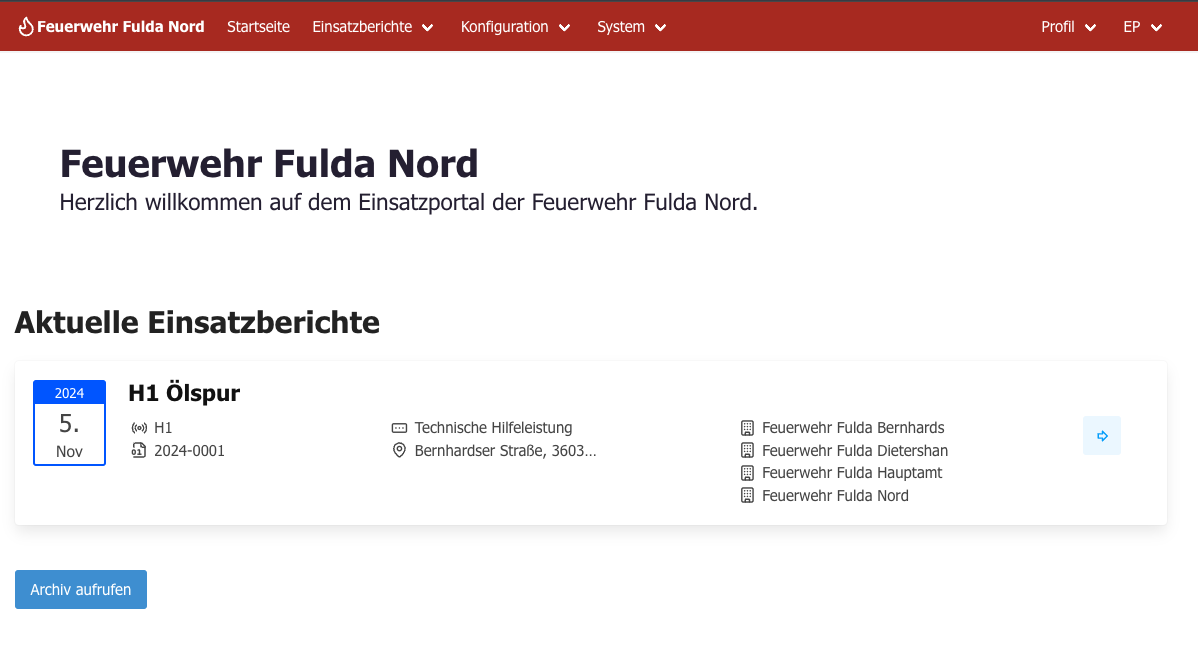 Feuerwehr Fulda Nord Startseite Einsatzberichte Konfiguration System Profil EP
Feuerwehr Fulda Nord
Herzlich willkommen auf dem Einsatzportal der Feuerwehr Fulda Nord.
Aktuelle Einsatzberichte
2024
5.
Nov
H1 Ölspur
H1
2024-0001
Technische Hilfeleistung
Bernhardser Straße, 3603...
Feuerwehr Fulda Bernhards
Feuerwehr Fulda Dietershan
Feuerwehr Fulda Hauptamt
Feuerwehr Fulda Nord
Archiv aufrufen